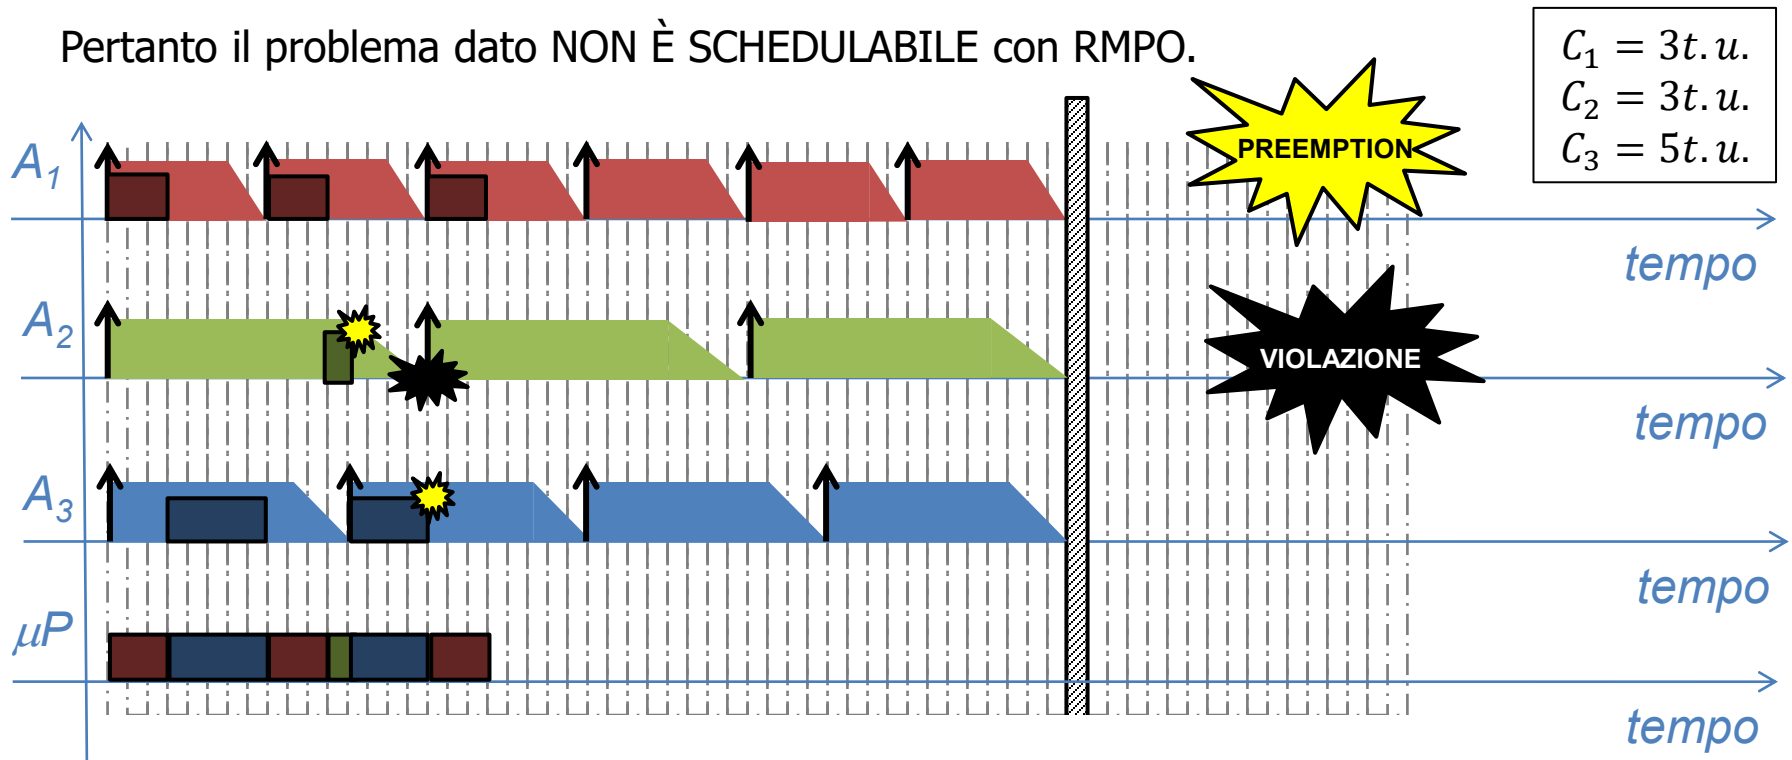 Pertanto il problema dato NON È SCHEDULABILE con RMPO.
C₁ = 3t.u.
C₂ = 3t.u.
C₃ = 5t.u.
A₁
PREEMPTION
tempo
A₂
VIOLAZIONE
tempo
A₃
tempo
μP
tempo